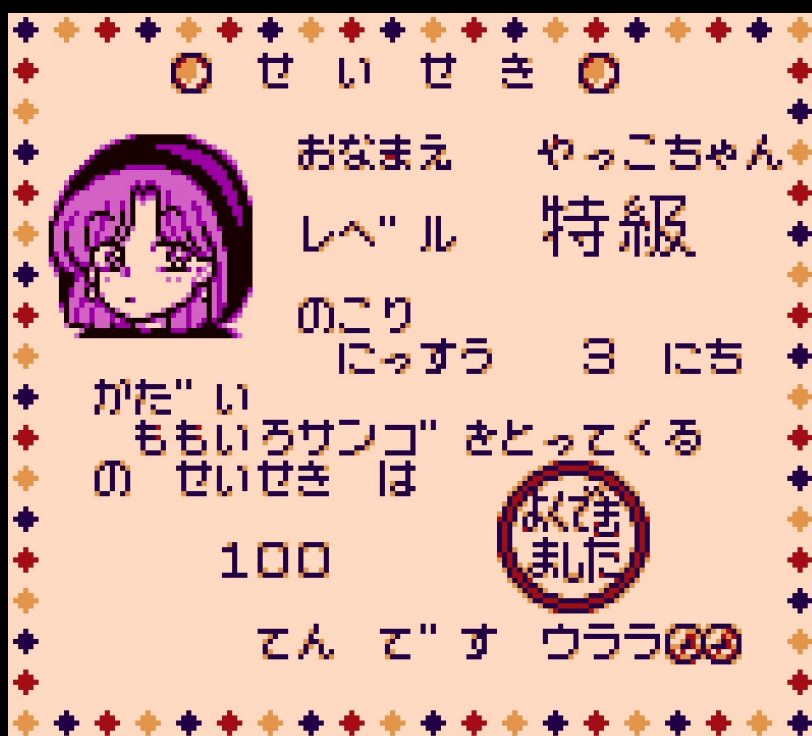 せいせき
おなまえ やっこちゃん
レベル 特級
のこり
にっすう 3 にち
かだい
ももいろサンゴをとってくる
の せいせき は
よくでき
ました
100
てん です ウララ